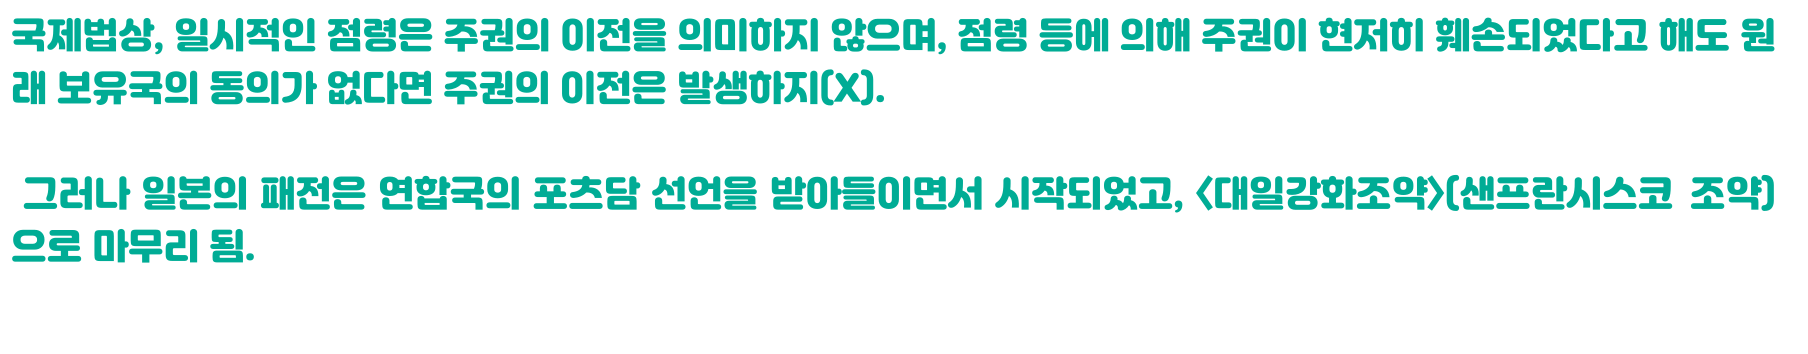 국제법상, 일시적인 점령은 주권의 이전을 의미하지 않으며, 점령 등에 의해 주권이 현저히 훼손되었다고 해도 원
래 보유국의 동의가 없다면 주권의 이전은 발생하지(X).
그러나 일본의 패전은 연합국의 포츠담 선언을 받아들이면서 시작되었고, <대일강화조약>(샌프란시스코 조약)
으로 마무리 됨.